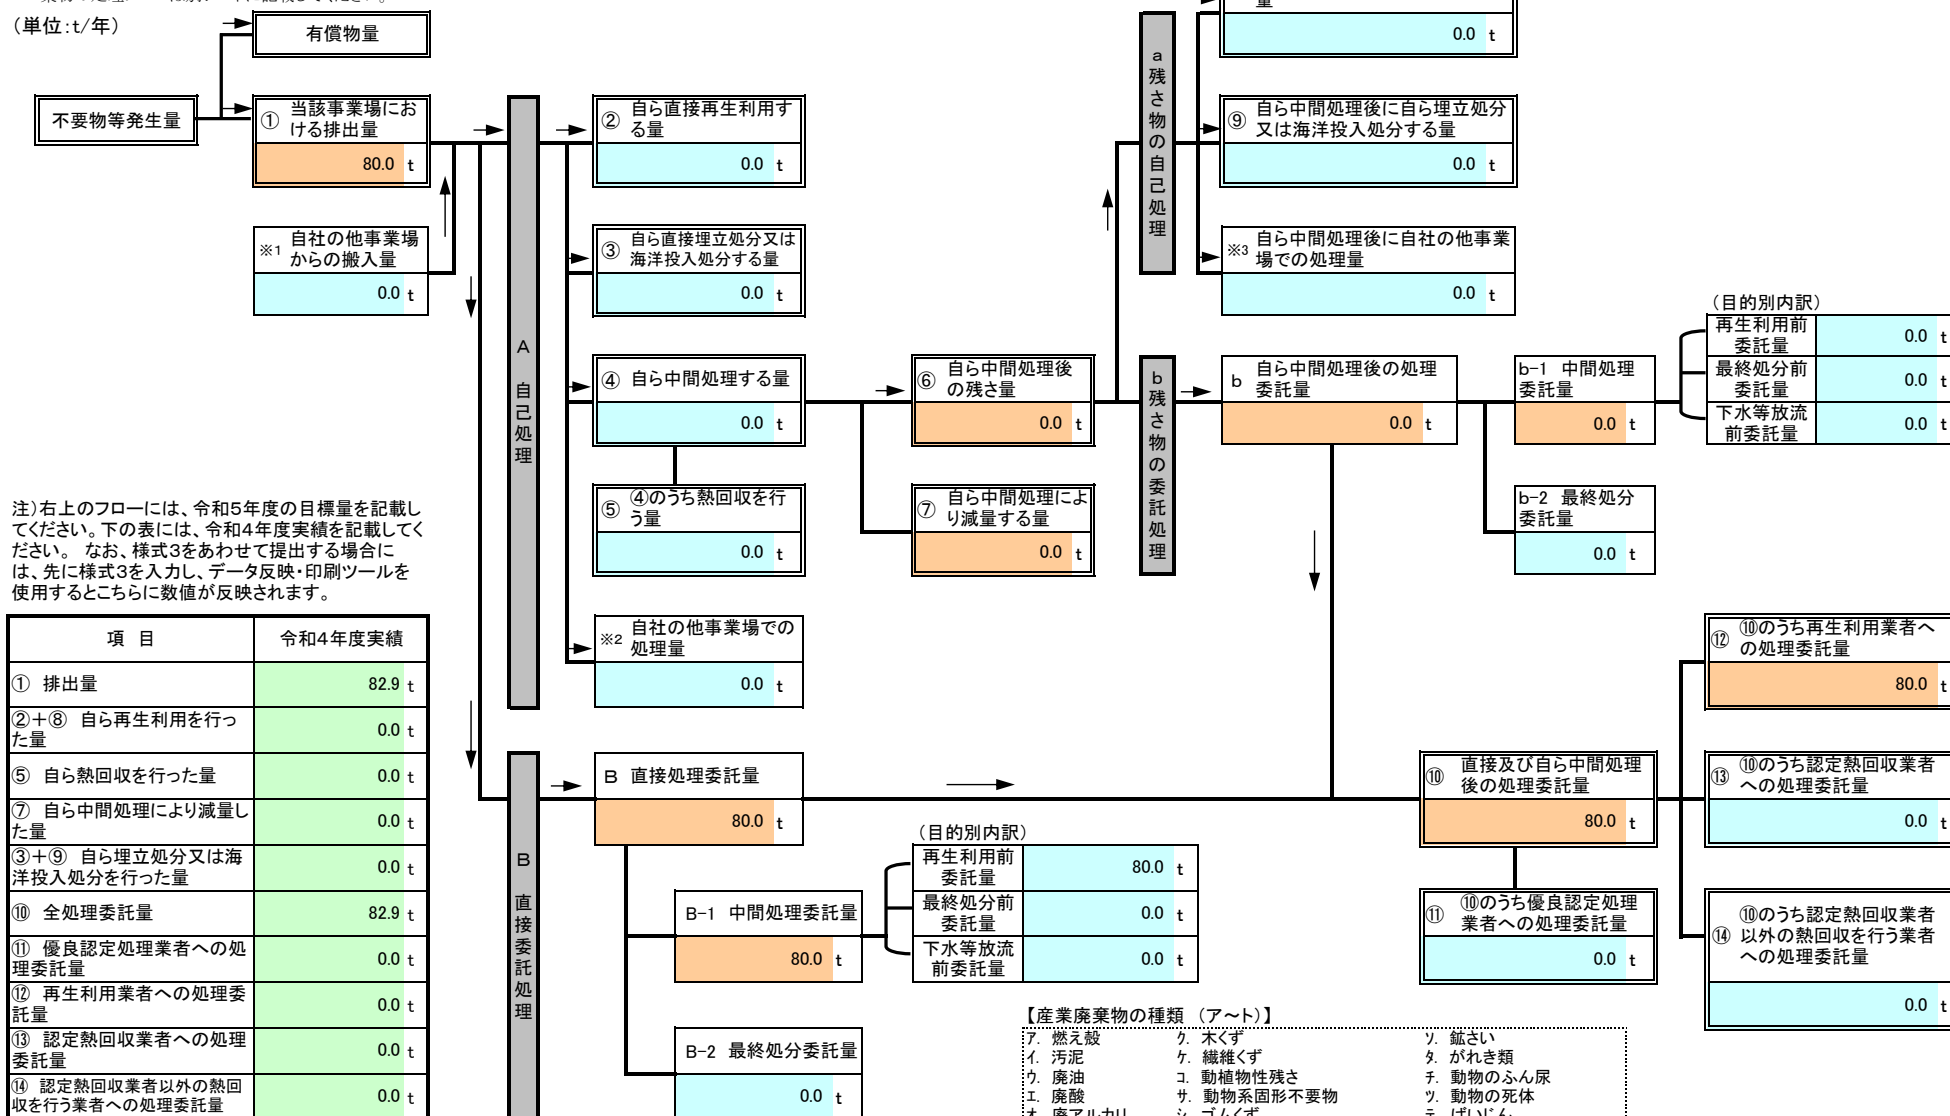 (単位:t/年)
有償物量
不要物等発生量
① 当該事業場にお
ける排出量
80.0 t
※1 自社の他事業場
からの搬入量
0.0 t
A 自己処理
② 自ら直接再生利用す
る量
0.0 t
③ 自ら直接埋立処分又は
海洋投入処分する量
0.0 t
④ 自ら中間処理する量
0.0 t
⑤ ④のうち熱回収を行
う量
0.0 t
※2 自社の他事業場での
処理量
0.0 t
⑥ 自ら中間処理後
の残さ量
0.0 t
⑦ 自ら中間処理によ
り減量する量
0.0 t
a 残さ物の自己処理
量
0.0 t
⑨ 自ら中間処理後に自ら埋立処分
又は海洋投入処分する量
0.0 t
※3 自ら中間処理後に自社の他事業
場での処理量
0.0 t
b 残さ物の委託処理
b 自ら中間処理後の処理
委託量
0.0 t
b-1 中間処理
委託量
0.0 t
(目的別内訳)
再生利用前
委託量
0.0 t
最終処分前
委託量
0.0 t
下水等放流
前委託量
0.0 t
b-2 最終処分
委託量
0.0 t
注)右上のフローには、令和5年度の目標量を記載し
てください。下の表には、令和4年度実績を記載してく
ださい。 なお、様式3をあわせて提出する場合に
は、先に様式3を入力し、データ反映・印刷ツールを
使用するとこちらに数値が反映されます。
項 目 令和4年度実績
① 排出量 82.9 t
②+⑧ 自ら再生利用を行っ
た量
0.0 t
⑤ 自ら熱回収を行った量 0.0 t
⑦ 自ら中間処理により減量し
た量
0.0 t
③+⑨ 自ら埋立処分又は海
洋投入処分を行った量
0.0 t
⑩ 全処理委託量 82.9 t
⑪ 優良認定処理業者への処
理委託量
0.0 t
⑫ 再生利用業者への処理委
託量
0.0 t
⑬ 認定熱回収業者への処理
委託量
0.0 t
⑭ 認定熱回収業者以外の熱回
収を行う業者への処理委託量
0.0 t
B 直接委託処理
B 直接処理委託量
80.0 t
B-1 中間処理委託量
80.0 t
(目的別内訳)
再生利用前
委託量
80.0 t
最終処分前
委託量
0.0 t
下水等放流
前委託量
0.0 t
B-2 最終処分委託量
0.0 t
⑩ 直接及び自ら中間処理
後の処理委託量
80.0 t
⑪ ⑩のうち優良認定処理
業者への処理委託量
0.0 t
⑫ ⑩のうち再生利用業者へ
の処理委託量
80.0 t
⑬ ⑩のうち認定熱回収業者
への処理委託量
0.0 t
⑭ ⑩のうち認定熱回収業者
以外の熱回収を行う業者
への処理委託量
0.0 t
【産業廃棄物の種類 (ア~ト)】
ア. 燃え殻 ク. 木くず ソ. 鉱さい
イ. 汚泥 ケ. 繊維くず タ. がれき類
ウ. 廃油 コ. 動植物性残さ チ. 動物のふん尿
エ. 廃酸 サ. 動物系固形不要物 ツ. 動物の死体
オ. 廃アルカリ シ. ゴムくず テ. ばいじん